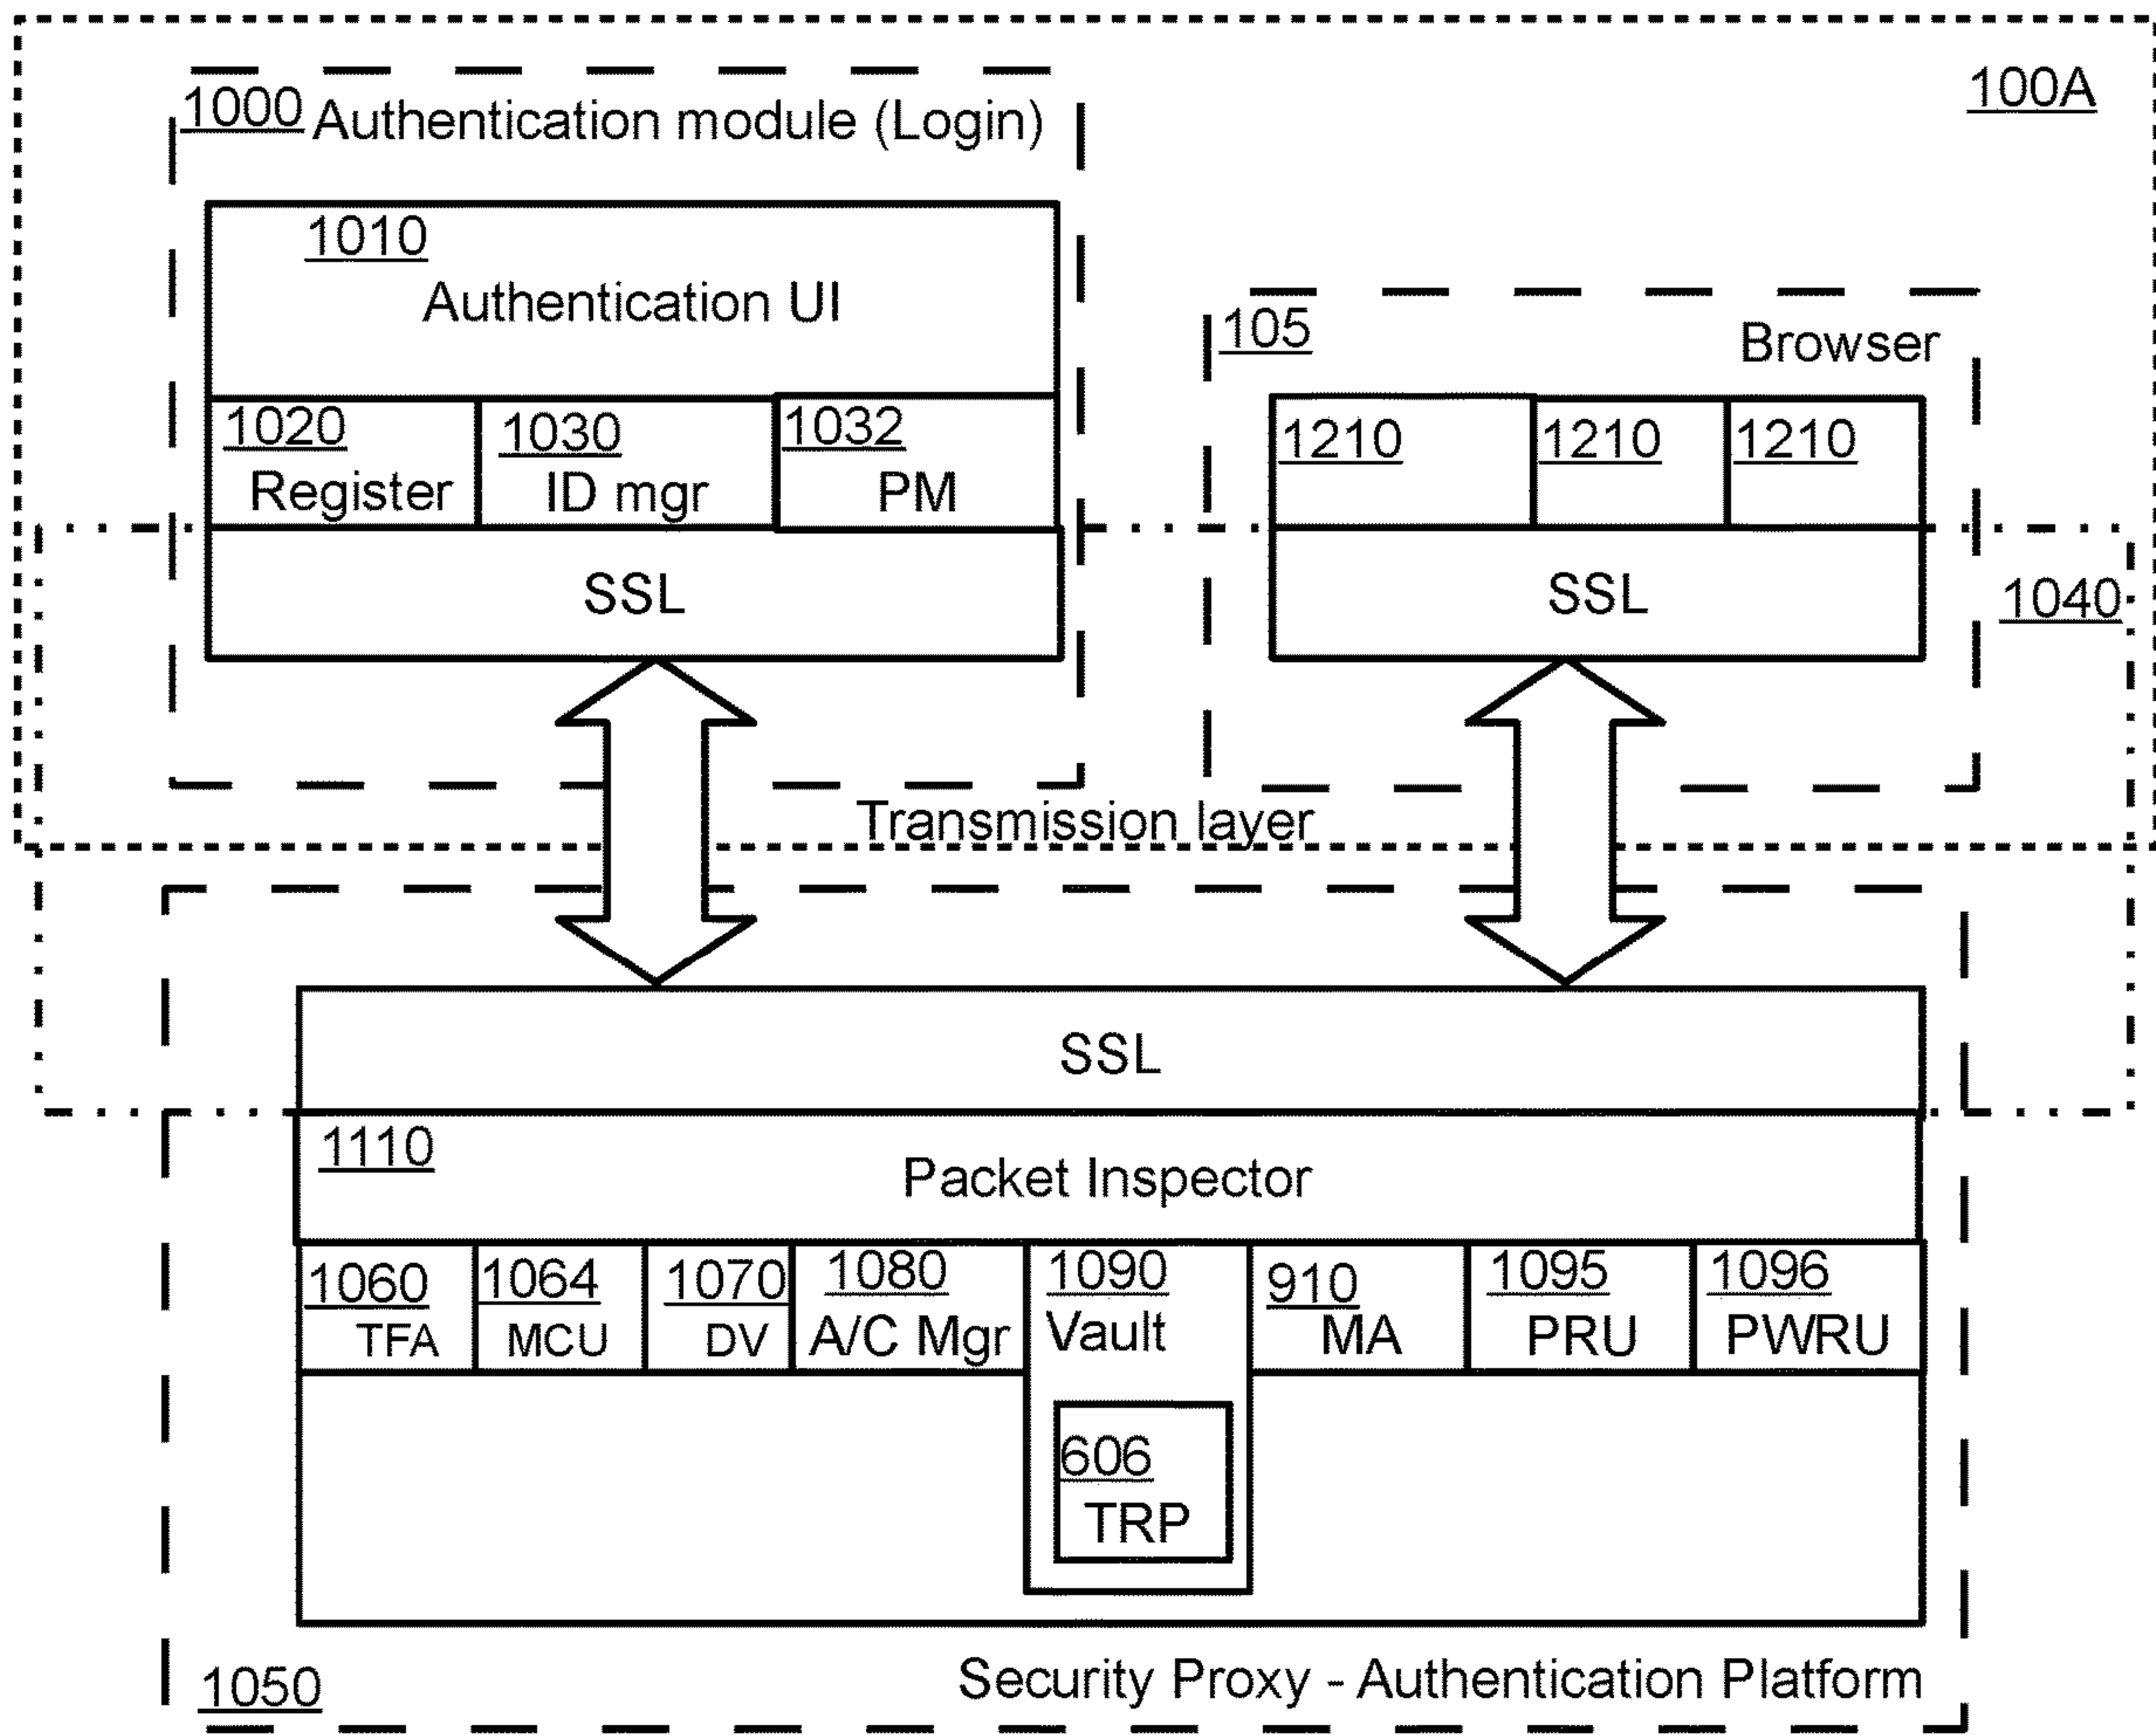 100A
1000 Authentication module (Login)
1010
Authentication UI
1020
Register
1030
ID mgr
1032
PM
SSL
105
Browser
1210
1210
1210
SSL
1040
Transmission layer
SSL
1110
Packet Inspector
1060
TFA
1064
MCU
1070
DV
1080
A/C Mgr
1090
Vault
606
TRP
910
MA
1095
PRU
1096
PWRU
1050
Security Proxy - Authentication Platform